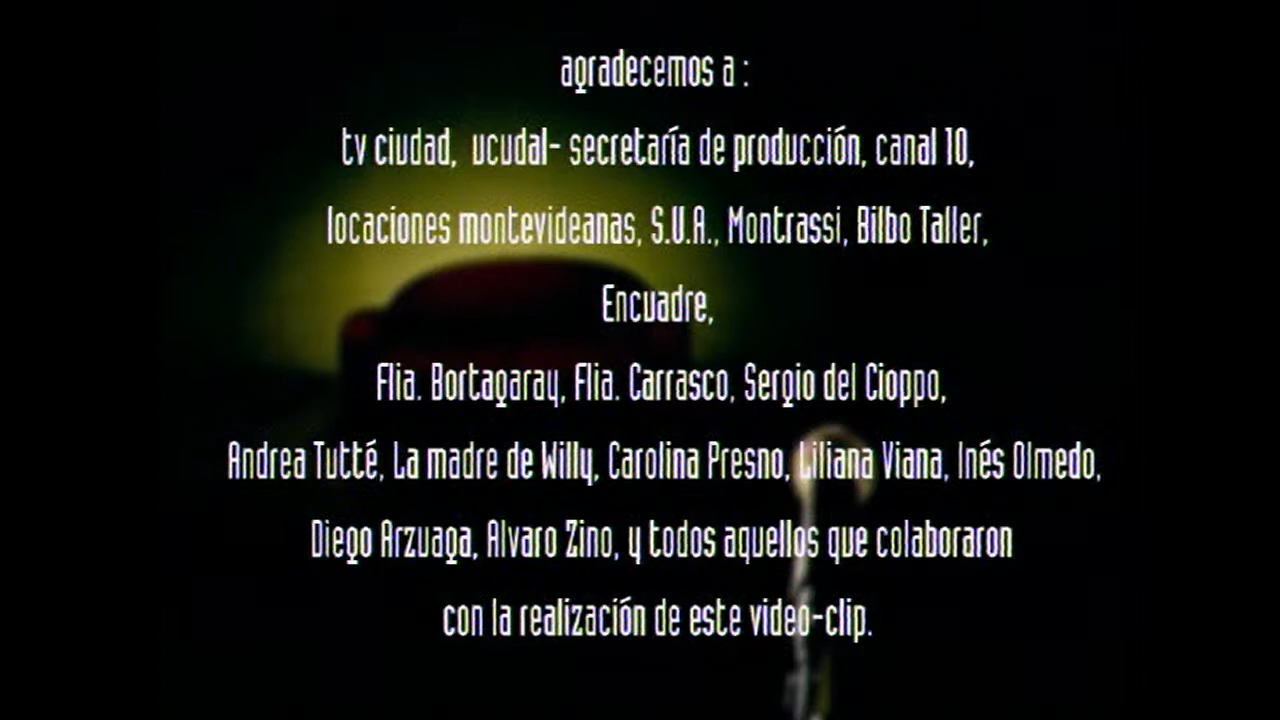 agradecemos a :
tv ciudad, ucudal- secretaría de producción, canal 10,
locaciones montevideanas, S.U.A., Montrassi, Bilbo Taller,
Encuadre,
Flia. Bortagaray, Flia. Carrasco, Sergio del Cioppo,
Andrea Tutté, La madre de Willy, Carolina Presno, Liliana Viana, Inés Olmedo,
Diego Arzuaga, Alvaro Zino, y todos aquellos que colaboraron
con la realización de este video-clip.